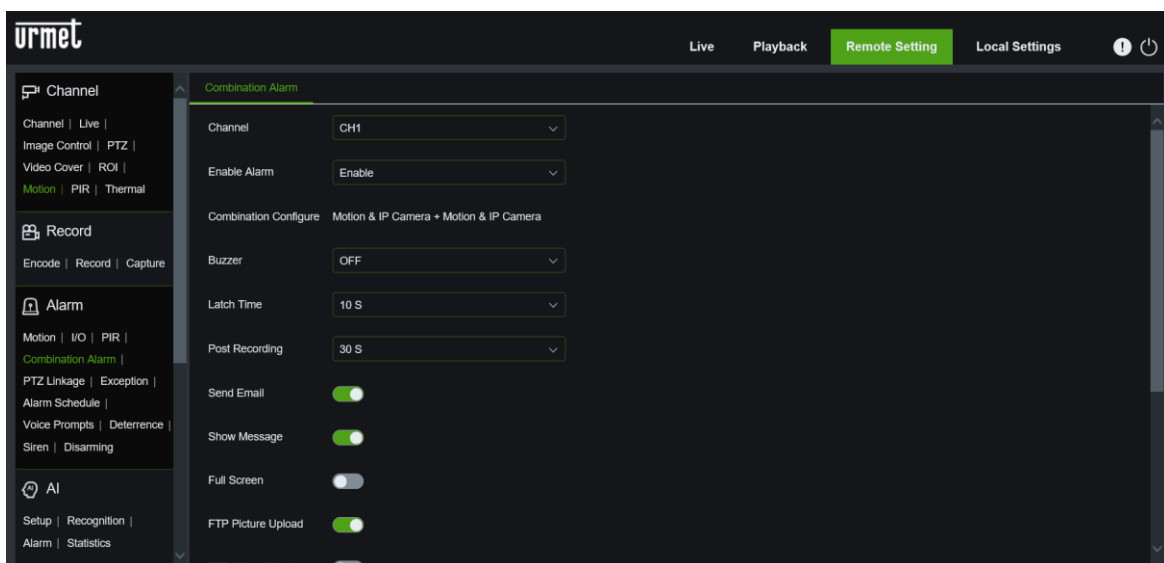 urmet
Live Playback Remote Setting Local Settings
Channel
Channel | Live |
Image Control | PTZ |
Video Cover | ROI |
Motion | PIR | Thermal
Record
Encode | Record | Capture
Alarm
Motion | I/O | PIR |
Combination Alarm |
PTZ Linkage | Exception |
Alarm Schedule |
Voice Prompts | Deterrence |
Siren | Disarming
AI
Setup | Recognition |
Alarm | Statistics
Combination Alarm
Channel CH1
Enable Alarm Enable
Combination Configure Motion & IP Camera + Motion & IP Camera
Buzzer OFF
Latch Time 10 S
Post Recording 30 S
Send Email
Show Message
Full Screen
FTP Picture Upload